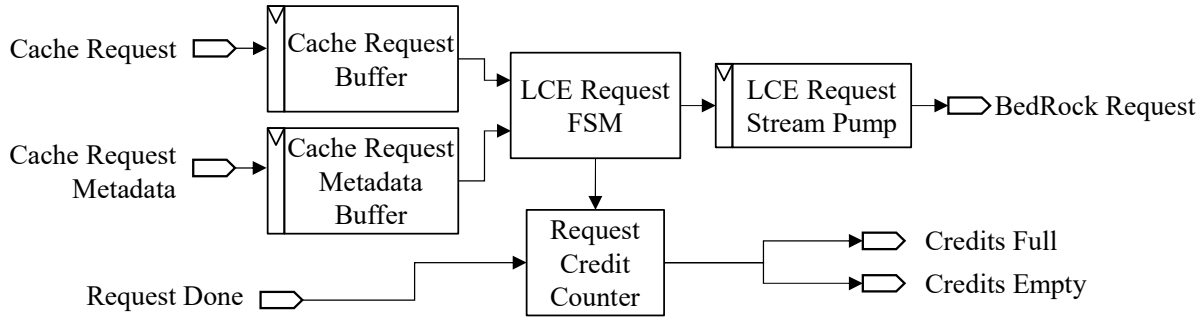 Cache Request
Cache Request
Buffer
LCE Request
FSM
LCE Request
Stream Pump
BedRock Request
Cache Request
Metadata
Cache Request
Metadata
Buffer
Request
Credit
Counter
Credits Full
Credits Empty
Request Done